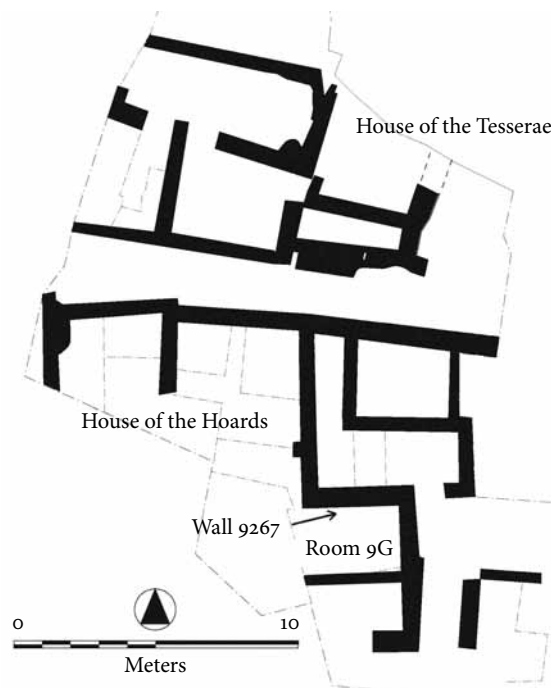 House of the Tesserae
House of the Hoards
Wall 9267
Room 9G
0 10
Meters